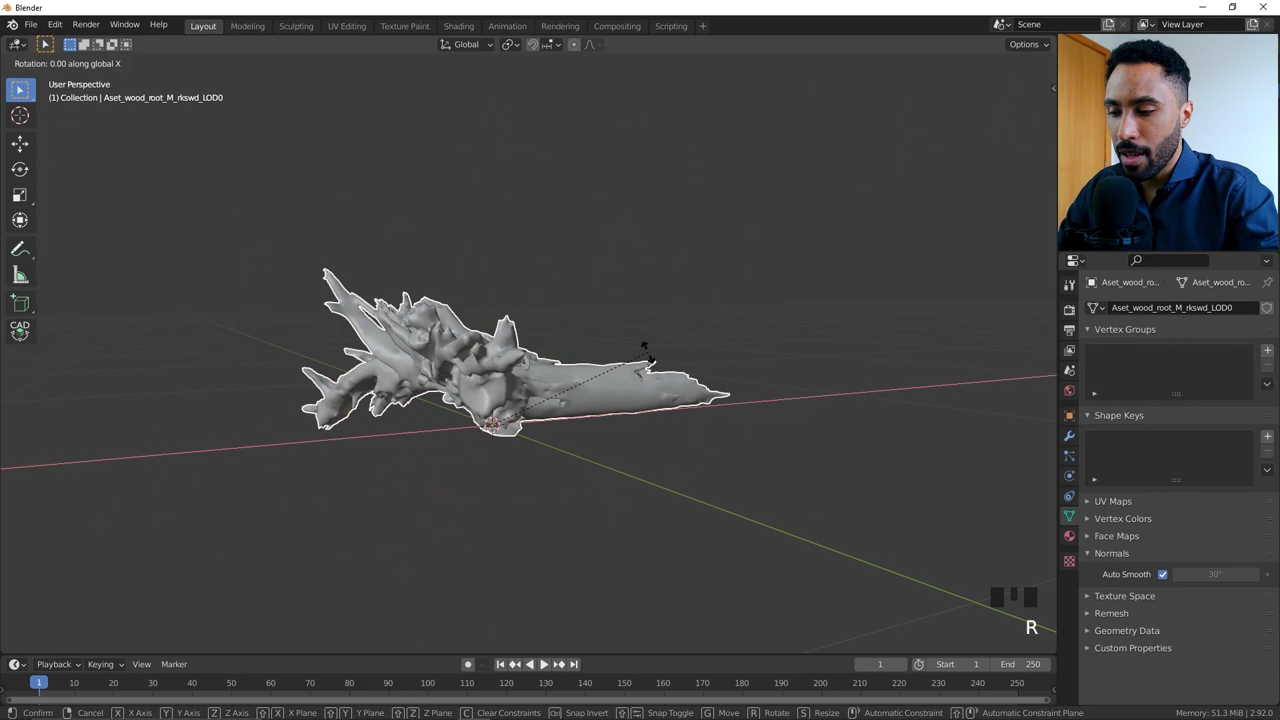 Blender
File Edit Render Window Help Layout Modeling Sculpting UV Editing Texture Paint Shading Animation Rendering Compositing Scripting + Scene View Layer
Global Options
Rotation: 0.00 along global X
User Perspective
(1) Collection | Aset_wood_root_M_rkswd_LOD0
CAD
Aset_wood_ro... Aset_wood_ro...
Aset_wood_root_M_rkswd_LOD0
Vertex Groups
Shape Keys
UV Maps
Vertex Colors
Face Maps
Normals
Auto Smooth 30°
Texture Space
Remesh
Geometry Data
Custom Properties
R
Playback Keying View Marker 1 Start 1 End 250
1 10 20 30 40 50 60 70 80 90 100 110 120 130 140 150 160 170 180 190 200 210 220 230 240 250
Confirm Cancel X X Axis Y Y Axis Z Z Axis X X Plane Y Y Plane Z Z Plane C Clear Constraints Ctrl Snap Invert Snap Toggle G Move R Rotate S Resize Automatic Constraint Automatic Constraint Plane Memory: 51.3 MiB | 2.92.0